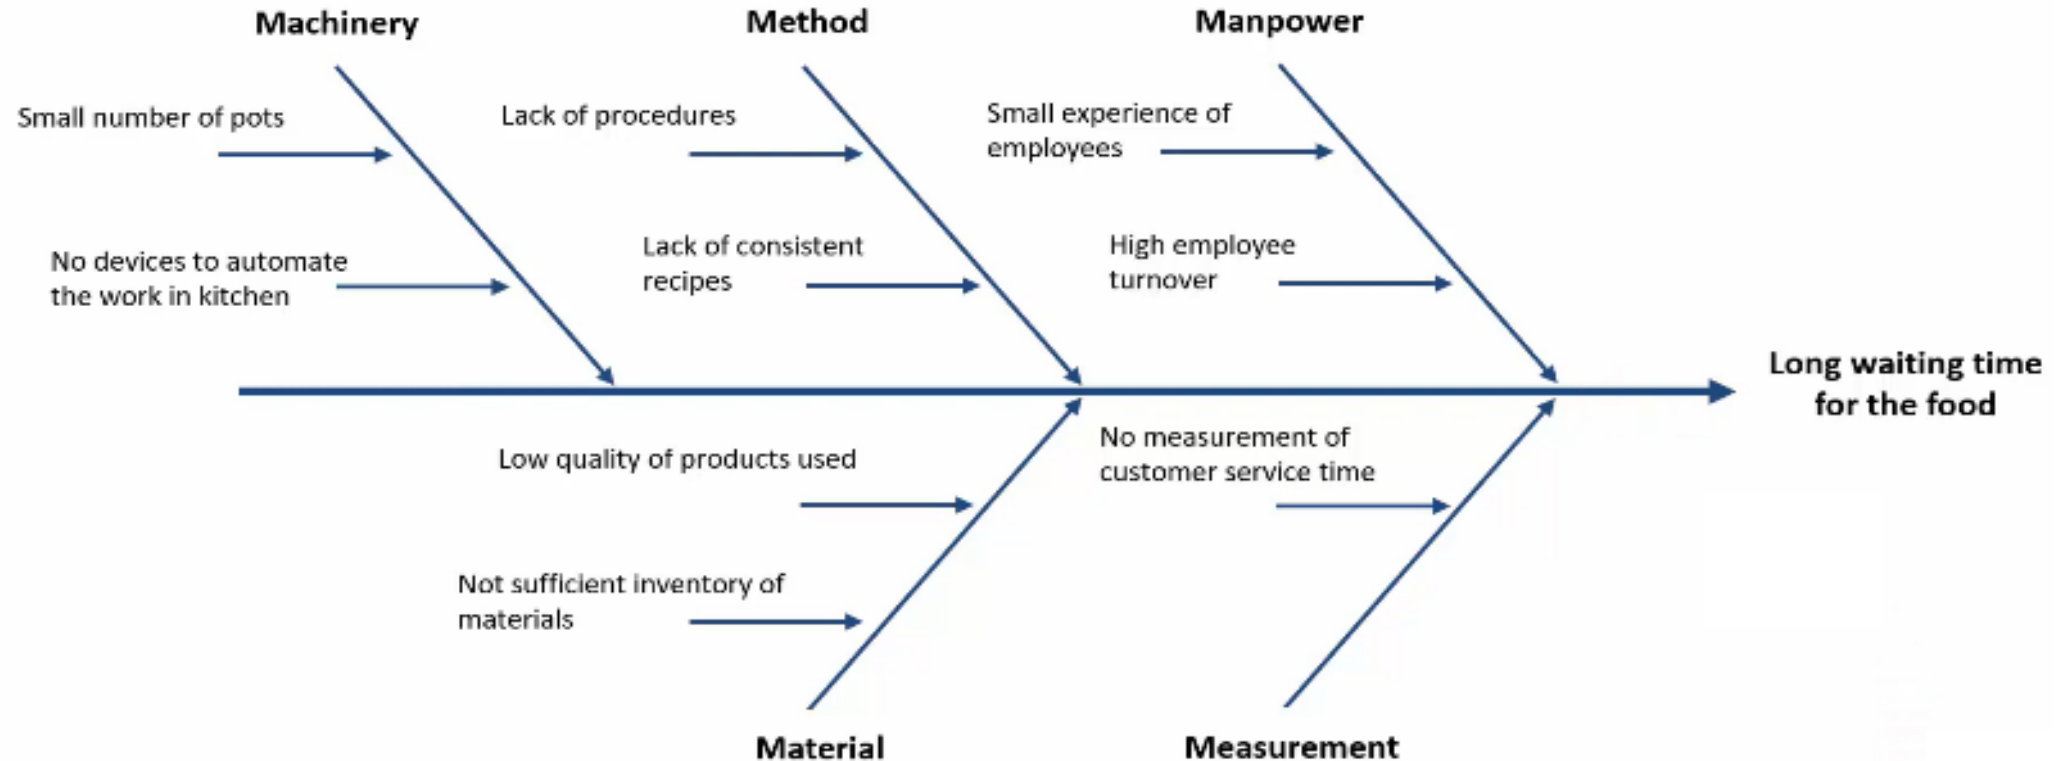 Machinery
Method
Manpower
Small number of pots
Lack of procedures
Small experience of
employees
No devices to automate
the work in kitchen
Lack of consistent
recipes
High employee
turnover
Long waiting time
for the food
Low quality of products used
No measurement of
customer service time
Not sufficient inventory of
materials
Material
Measurement